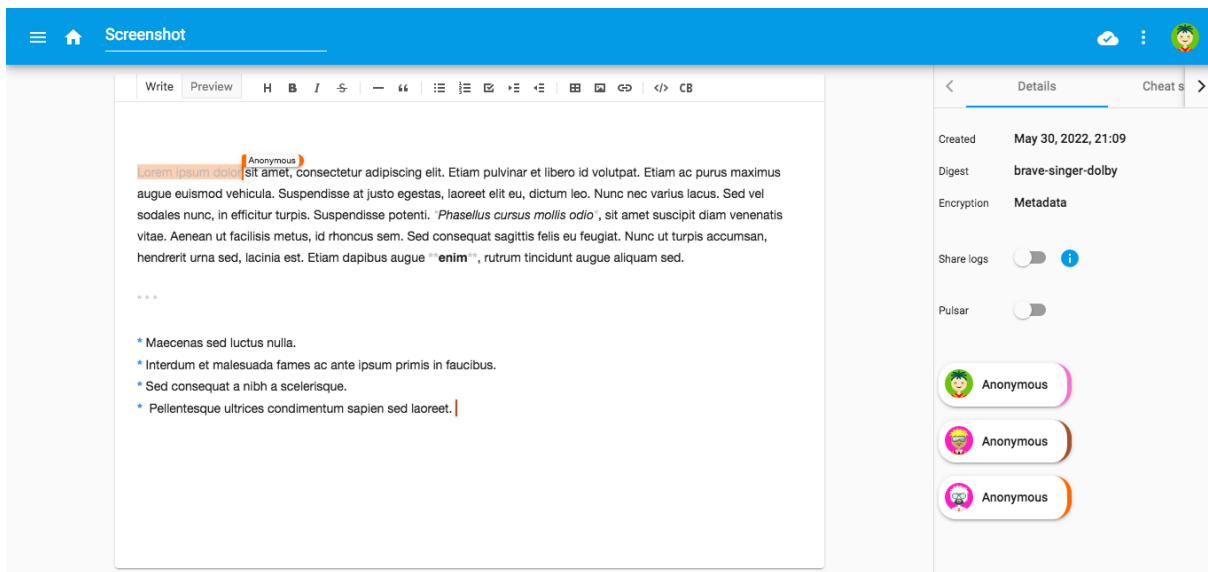 Screenshot
Write Preview H B I S — “ </> CB
Details Cheat s
Created May 30, 2022, 21:09
Digest brave-singer-dolby
Encryption Metadata
Share logs i
Pulsar
Anonymous
Anonymous
Anonymous
Anonymous
Lorem ipsum dolor sit amet, consectetur adipiscing elit. Etiam pulvinar et libero id volutpat. Etiam ac purus maximus
augue euismod vehicula. Suspendisse at justo egestas, laoreet elit eu, dictum leo. Nunc nec varius lacus. Sed vel
sodales nunc, in efficitur turpis. Suspendisse potenti. *Phasellus cursus mollis odio*, sit amet suscipit diam venenatis
vitae. Aenean ut facilisis metus, id rhoncus sem. Sed consequat sagittis felis eu feugiat. Nunc ut turpis accumsan,
hendrerit urna sed, lacinia est. Etiam dapibus augue **enim**, rutrum tincidunt augue aliquam sed.
* * *
* Maecenas sed luctus nulla.
* Interdum et malesuada fames ac ante ipsum primis in faucibus.
* Sed consequat a nibh a scelerisque.
* Pellentesque ultrices condimentum sapien sed laoreet.